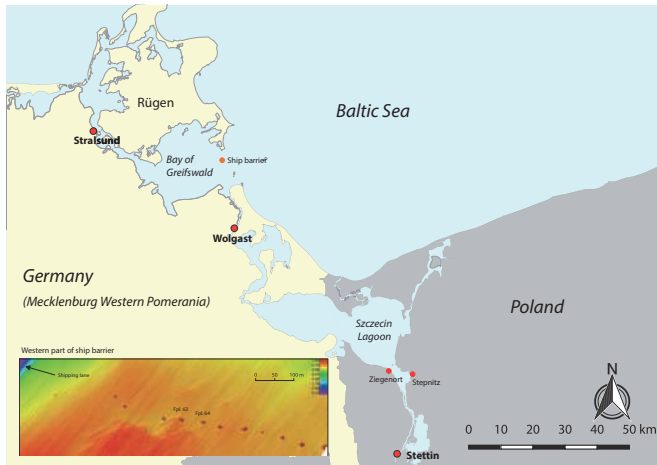 Baltic Sea
Rügen
Stralsund
Bay of
Greifswald
Ship barrier
Wolgast
Germany
(Mecklenburg Western Pomerania)
Poland
Szczecin
Lagoon
Ziegenort
Stepnitz
Stettin
Western part of ship barrier
Shipping lane
0 50 100 m
FpL 63
FpL 64
N
0 10 20 30 40 50 km